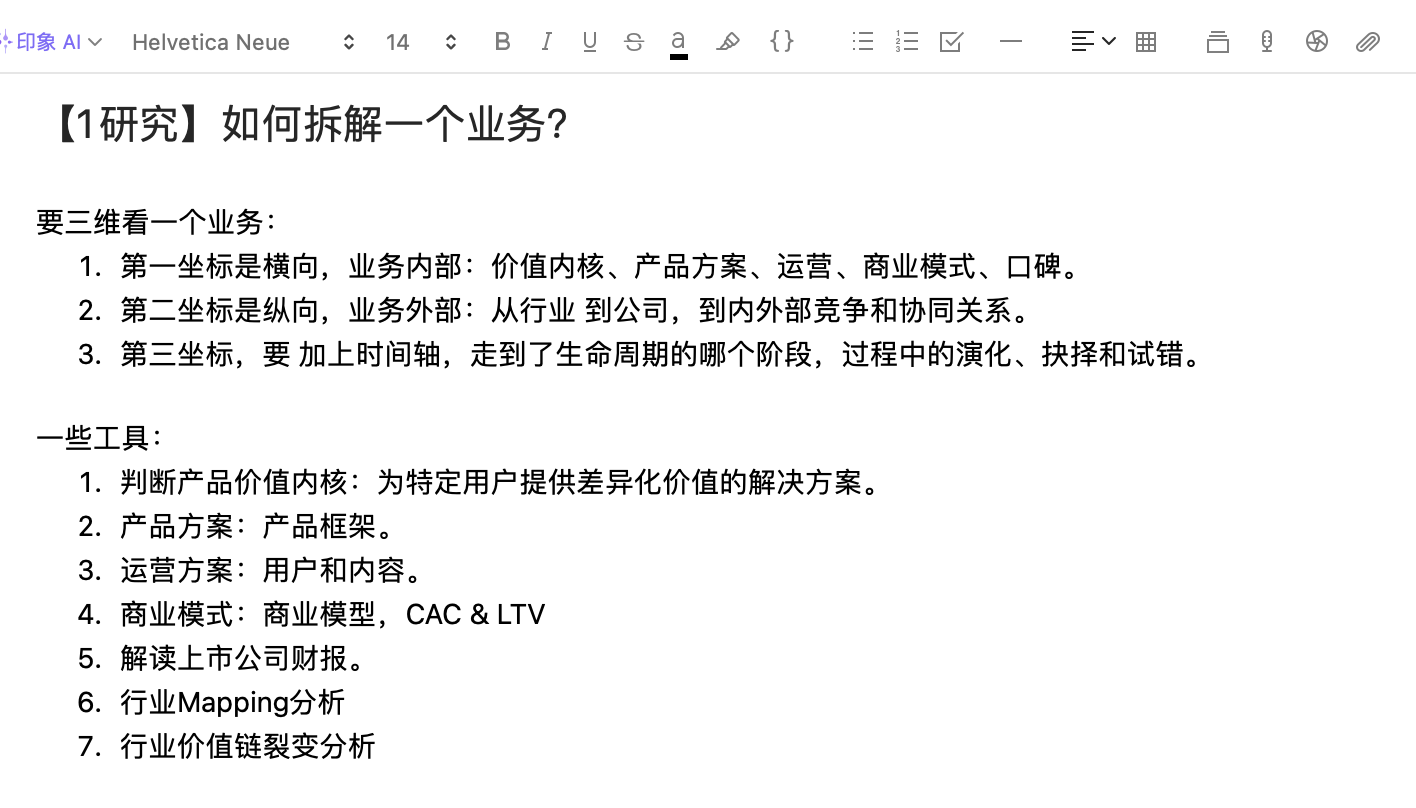 印象 AI Helvetica Neue 14 B I U S a {}
【1研究】如何拆解一个业务?
要三维看一个业务：
1. 第一坐标是横向，业务内部：价值内核、产品方案、运营、商业模式、口碑。
2. 第二坐标是纵向，业务外部：从行业 到公司，到内外部竞争和协同关系。
3. 第三坐标，要 加上时间轴，走到了生命周期的哪个阶段，过程中的演化、抉择和试错。
一些工具：
1. 判断产品价值内核：为特定用户提供差异化价值的解决方案。
2. 产品方案：产品框架。
3. 运营方案：用户和内容。
4. 商业模式：商业模型，CAC & LTV
5. 解读上市公司财报。
6. 行业Mapping分析
7. 行业价值链裂变分析